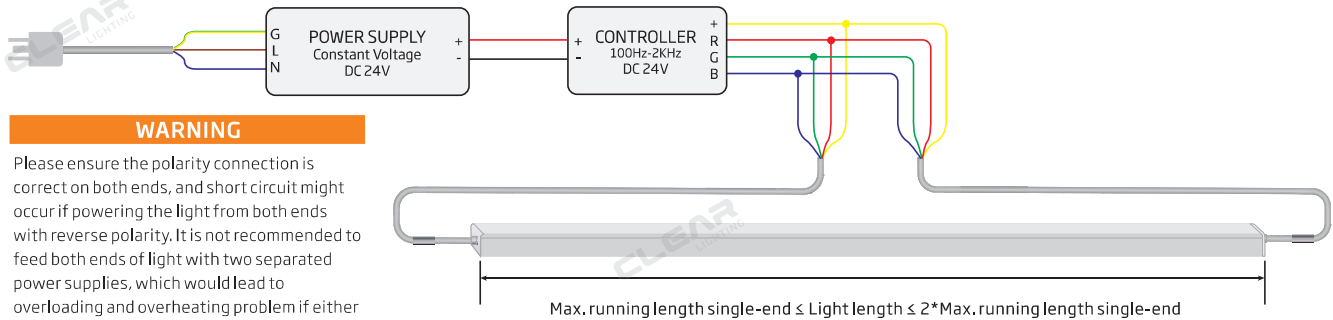 CLEAR
LIGHTING
G
L
N
POWER SUPPLY
Constant Voltage
DC 24V
+
-
+
-
CONTROLLER
100Hz-2KHz
DC 24V
+
R
G
B
WARNING
Please ensure the polarity connection is
correct on both ends, and short circuit might
occur if powering the light from both ends
with reverse polarity. It is not recommended to
feed both ends of light with two separated
power supplies, which would lead to
overloading and overheating problem if either
CLEAR
LIGHTING
Max. running length single-end ≤ Light length ≤ 2*Max. running length single-end